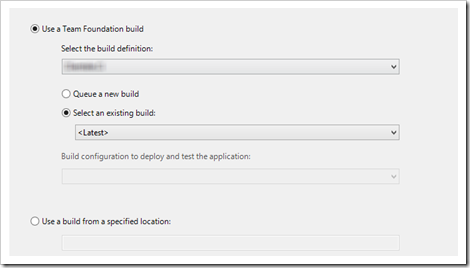 Use a Team Foundation build
Select the build definition:
Queue a new build
Select an existing build:
<Latest>
Build configuration to deploy and test the application:
Use a build from a specified location: